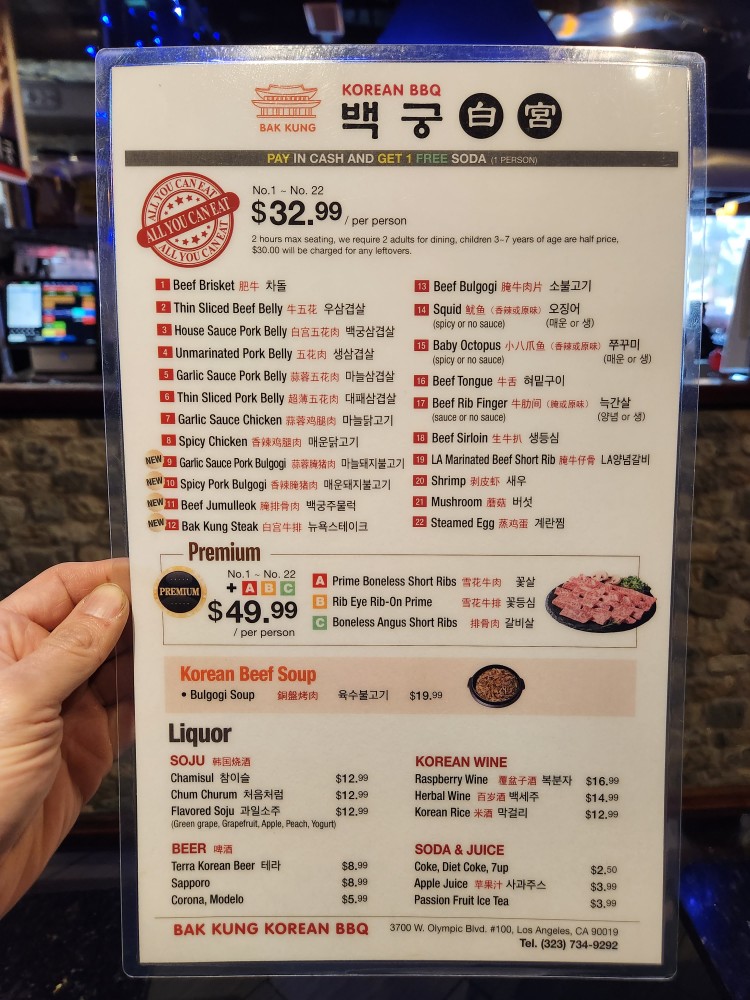 KOREAN BBQ
BAK KUNG
백궁 白宮
PAY IN CASH AND GET 1 FREE SODA (1 PERSON)
ALL YOU CAN EAT
ALL YOU CAN EAT
ALL YOU CAN EAT
No.1 ~ No. 22
$32.99 / per person
2 hours max seating, we require 2 adults for dining, children 3~7 years of age are half price,
$30.00 will be charged for any leftovers.
1 Beef Brisket 肥牛 차돌
2 Thin Sliced Beef Belly 牛五花 우삼겹살
3 House Sauce Pork Belly 白宫五花肉 백궁삼겹살
4 Unmarinated Pork Belly 五花肉 생삼겹살
5 Garlic Sauce Pork Belly 蒜蓉五花肉 마늘삼겹살
6 Thin Sliced Pork Belly 超薄五花肉 대패삼겹살
7 Garlic Sauce Chicken 蒜蓉鸡腿肉 마늘닭고기
8 Spicy Chicken 香辣鸡腿肉 매운닭고기
NEW 9 Garlic Sauce Pork Bulgogi 蒜蓉腌猪肉 마늘돼지불고기
NEW 10 Spicy Pork Bulgogi 香辣腌猪肉 매운돼지불고기
NEW 11 Beef Jumulleok 腌排骨肉 백궁주물럭
NEW 12 Bak Kung Steak 白宫牛排 뉴욕스테이크
13 Beef Bulgogi 腌牛肉片 소불고기
14 Squid 鱿鱼 (香辣或原味) 오징어
(spicy or no sauce) (매운 or 생)
15 Baby Octopus 小八爪鱼 (香辣或原味) 쭈꾸미
(spicy or no sauce) (매운 or 생)
16 Beef Tongue 牛舌 혀밑구이
17 Beef Rib Finger 牛肋间 (腌或原味) 늑간살
(sauce or no sauce) (양념 or 생)
18 Beef Sirloin 生牛扒 생등심
19 LA Marinated Beef Short Rib 腌牛仔骨 LA양념갈비
20 Shrimp 剥皮虾 새우
21 Mushroom 蘑菇 버섯
22 Steamed Egg 蒸鸡蛋 계란찜
Premium
PREMIUM
No.1 ~ No. 22
+ A B C
$49.99
/ per person
A Prime Boneless Short Ribs 雪花牛肉 꽃살
B Rib Eye Rib-On Prime 雪花牛排 꽃등심
C Boneless Angus Short Ribs 排骨肉 갈비살
Korean Beef Soup
• Bulgogi Soup 銅盤烤肉 육수불고기 $19.99
Liquor
SOJU 韩国烧酒
Chamisul 참이슬 $12.99
Chum Churum 처음처럼 $12.99
Flavored Soju 과일소주 $12.99
(Green grape, Grapefruit, Apple, Peach, Yogurt)
BEER 啤酒
Terra Korean Beer 테라 $8.99
Sapporo $8.99
Corona, Modelo $5.99
KOREAN WINE
Raspberry Wine 覆盆子酒 복분자 $16.99
Herbal Wine 百岁酒 백세주 $14.99
Korean Rice 米酒 막걸리 $12.99
SODA & JUICE
Coke, Diet Coke, 7up $2.50
Apple Juice 苹果汁 사과주스 $3.99
Passion Fruit Ice Tea $3.99
BAK KUNG KOREAN BBQ
3700 W. Olympic Blvd. #100, Los Angeles, CA 90019
Tel. (323) 734-9292